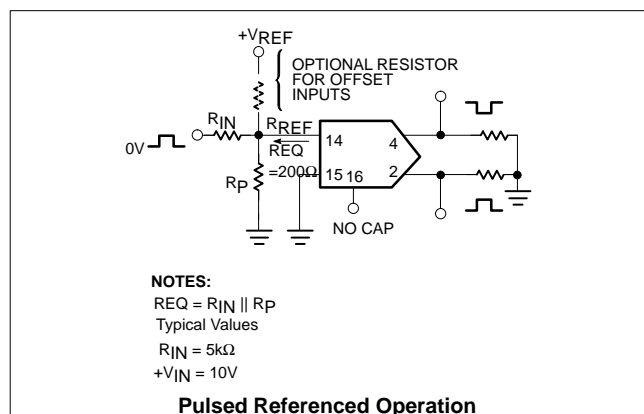 +VREF
OPTIONAL RESISTOR
FOR OFFSET
INPUTS
RIN
RREF
0V
REQ
=200Ω
14
15
16
4
2
RP
NO CAP
NOTES:
REQ = RIN || RP
Typical Values
RIN = 5kΩ
+VIN = 10V
Pulsed Referenced Operation